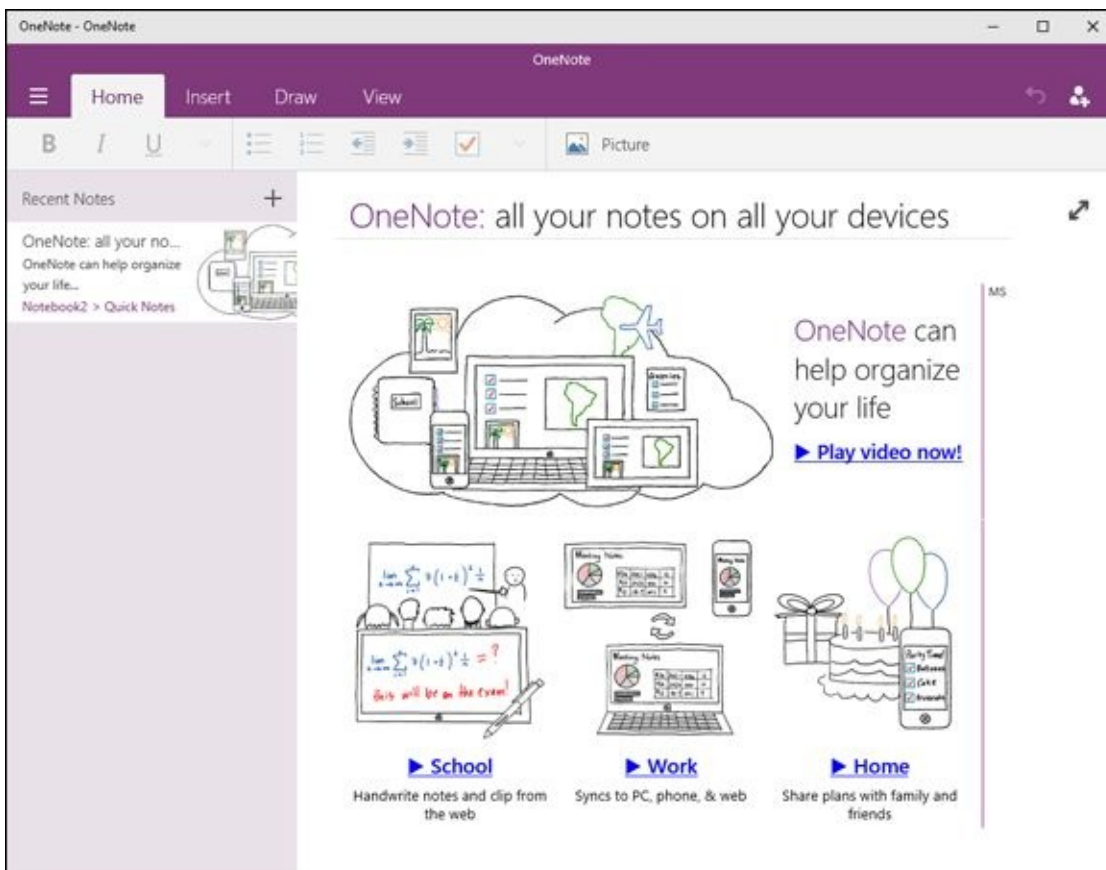 OneNote - OneNote
OneNote
Home Insert Draw View
B I U Picture
Recent Notes
OneNote: all your no...
OneNote can help organize
your life...
Notebook2 > Quick Notes
OneNote: all your notes on all your devices
MS
OneNote can
help organize
your life
▶ Play video now!
School
Meeting Notes
this will be on the exam!
Meeting Notes
Party Time!
Balloons
Cake
▶ School
Handwrite notes and clip from
the web
▶ Work
Syncs to PC, phone, & web
▶ Home
Share plans with family and
friends